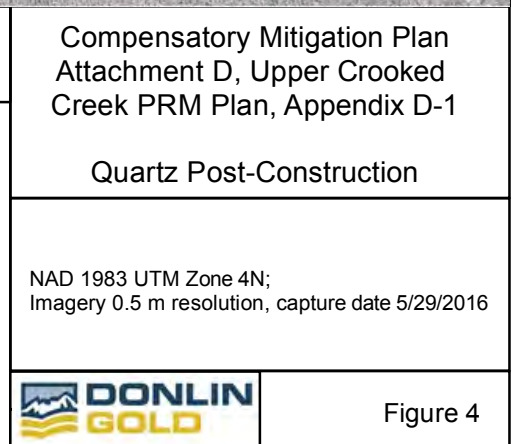 Compensatory Mitigation Plan
Attachment D, Upper Crooked
Creek PRM Plan, Appendix D-1
Quartz Post-Construction
NAD 1983 UTM Zone 4N;
Imagery 0.5 m resolution, capture date 5/29/2016
DONLIN
GOLD
Figure 4